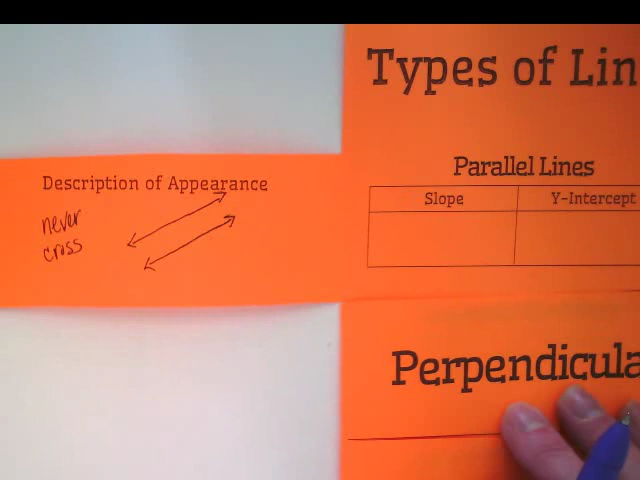 Types of Lin
Description of Appearance
never
cross
Parallel Lines
Slope
Y-Intercept
Perpendicula